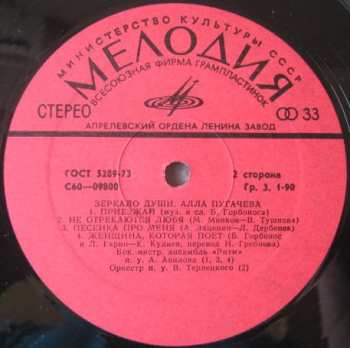 МИНИСТЕРСТВО КУЛЬТУРЫ СССР
МЕЛОДИЯ
ВСЕСОЮЗНАЯ ФИРМА ГРАМПЛАСТИНОК
СТЕРЕО 33
АПРЕЛЕВСКИЙ ОРДЕНА ЛЕНИНА ЗАВОД
ГОСТ 5289-73 2 сторона
С60—09800 Гр. 3. 1-90
ЗЕРКАЛО ДУШИ. АЛЛА ПУГАЧЕВА
1. ПРИЕЗЖАЙ (муз. и сл. Б. Горбоноса)
2. НЕ ОТРЕКАЮТСЯ ЛЮБЯ (М. Минков—В. Тушнова)
3. ПЕСЕНКА ПРО МЕНЯ (А. Зацепин—Л. Дербенев)
4. ЖЕНЩИНА, КОТОРАЯ ПОЕТ (Б. Горбонос
и Л. Гарин—К. Кулиев, перевод Н. Гребнева)
Вок. инстр. ансамбль «Ритм»
п. у. А. Авилова (1, 3, 4)
Оркестр п. у. В. Терлецкого (2)